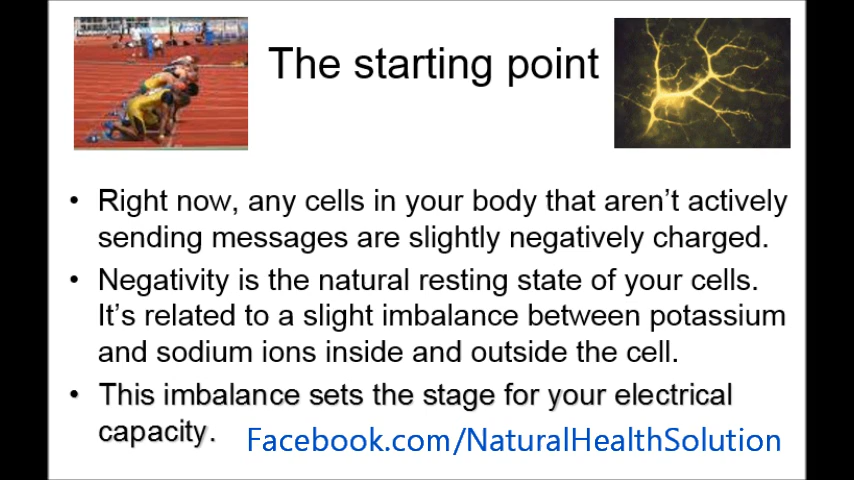 The starting point
• Right now, any cells in your body that aren't actively
sending messages are slightly negatively charged.
• Negativity is the natural resting state of your cells.
It's related to a slight imbalance between potassium
and sodium ions inside and outside the cell.
• This imbalance sets the stage for your electrical
capacity.
Facebook.com/NaturalHealthSolution